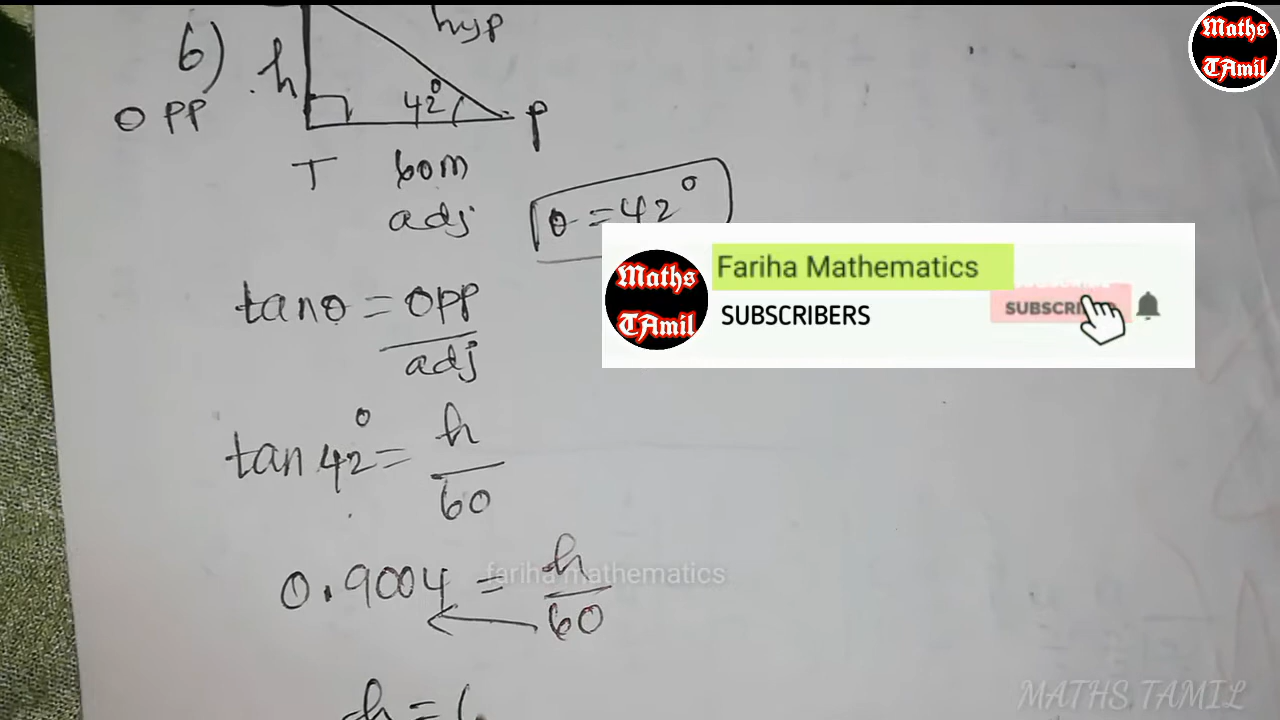 Maths
TAmil
hyp
6)
h
OPP
42°
P
T
60m
adj
θ = 42°
Fariha Mathematics
Maths
TAmil
SUBSCRIBERS
tanθ = OPP
adj
tan 42° = h
60
0.9004 = h
60
fariha mathematics
h =
MATHS TAMIL